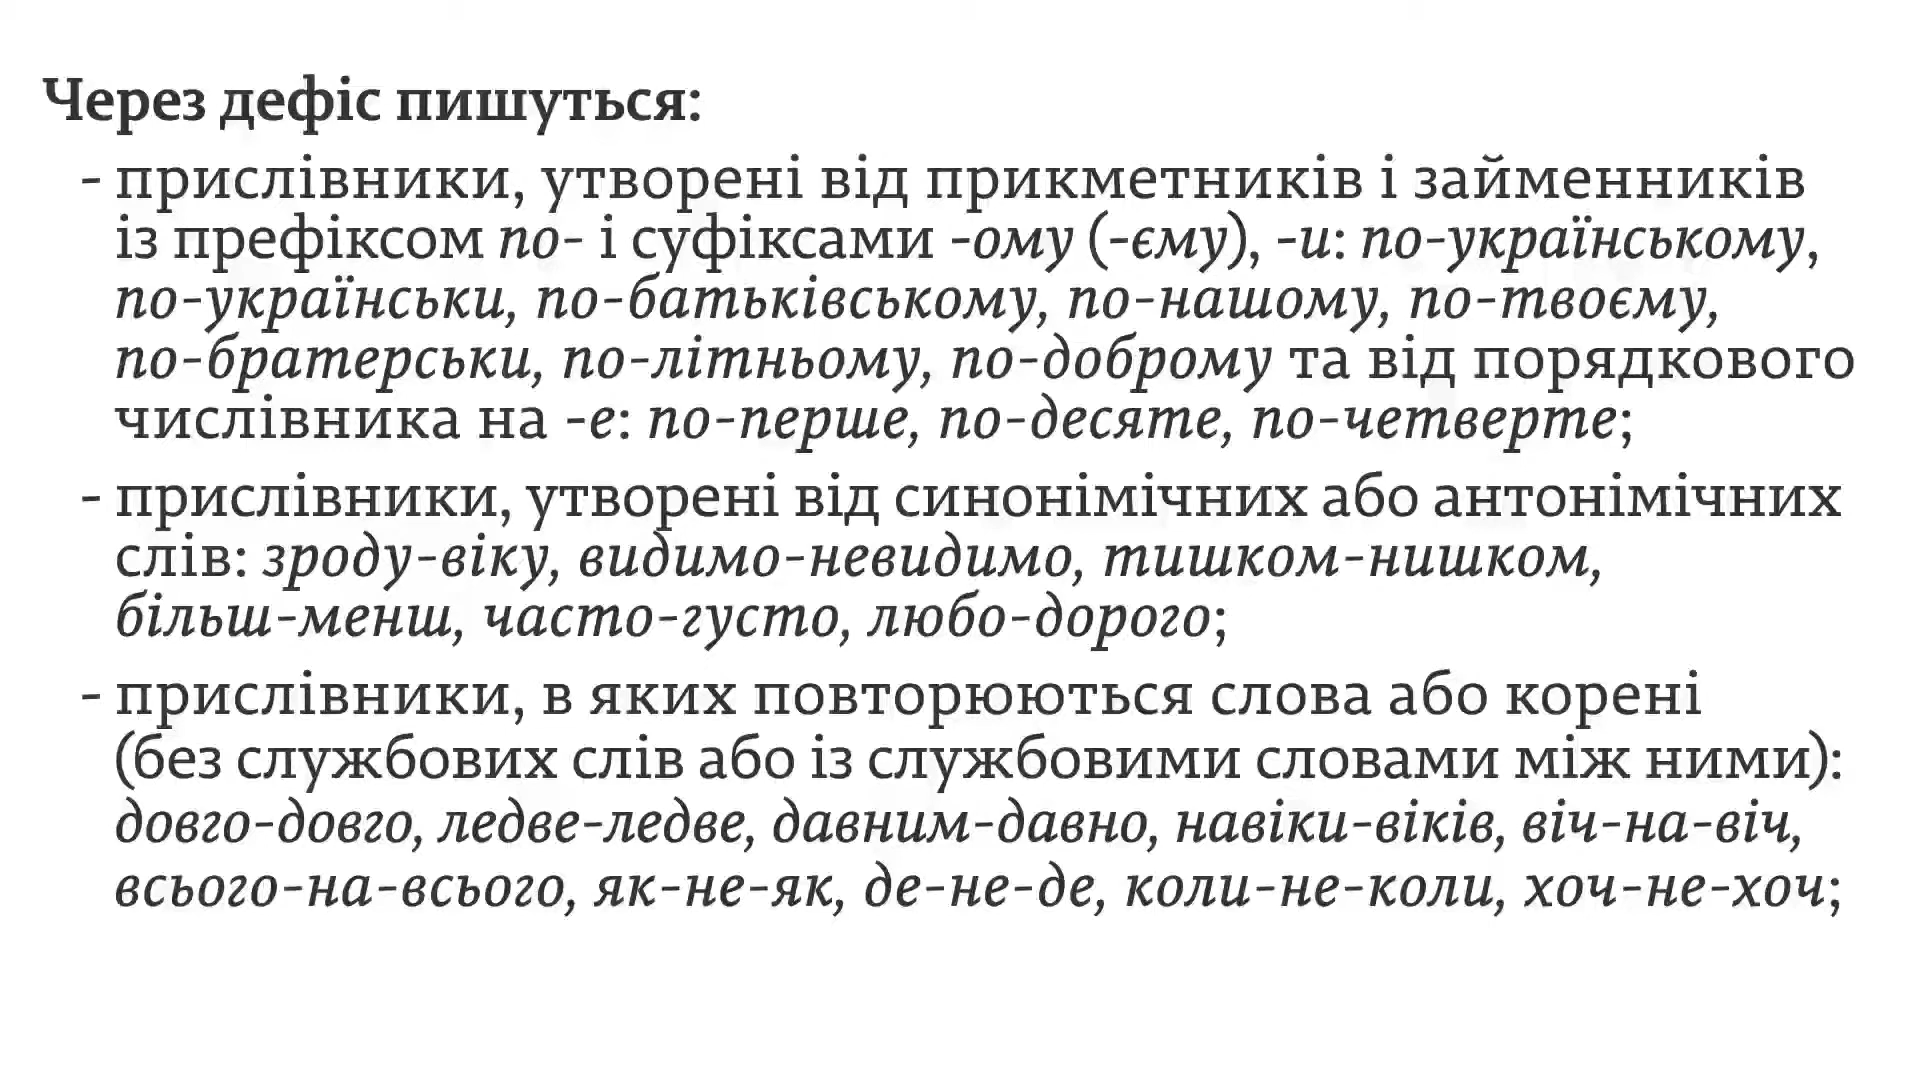 Через дефіс пишуться:
- прислівники, утворені від прикметників і займенників
із префіксом по- і суфіксами -ому (-єму), -и: по-українському,
по-українськи, по-батьківському, по-нашому, по-твоєму,
по-братерськи, по-літньому, по-доброму та від порядкового
числівника на -е: по-перше, по-десяте, по-четверте;
- прислівники, утворені від синонімічних або антонімічних
слів: зроду-віку, видимо-невидимо, тишком-нишком,
більш-менш, часто-густо, любо-дорого;
- прислівники, в яких повторюються слова або корені
(без службових слів або із службовими словами між ними):
довго-довго, ледве-ледве, давним-давно, навіки-віків, віч-на-віч,
всього-на-всього, як-не-як, де-не-де, коли-не-коли, хоч-не-хоч;